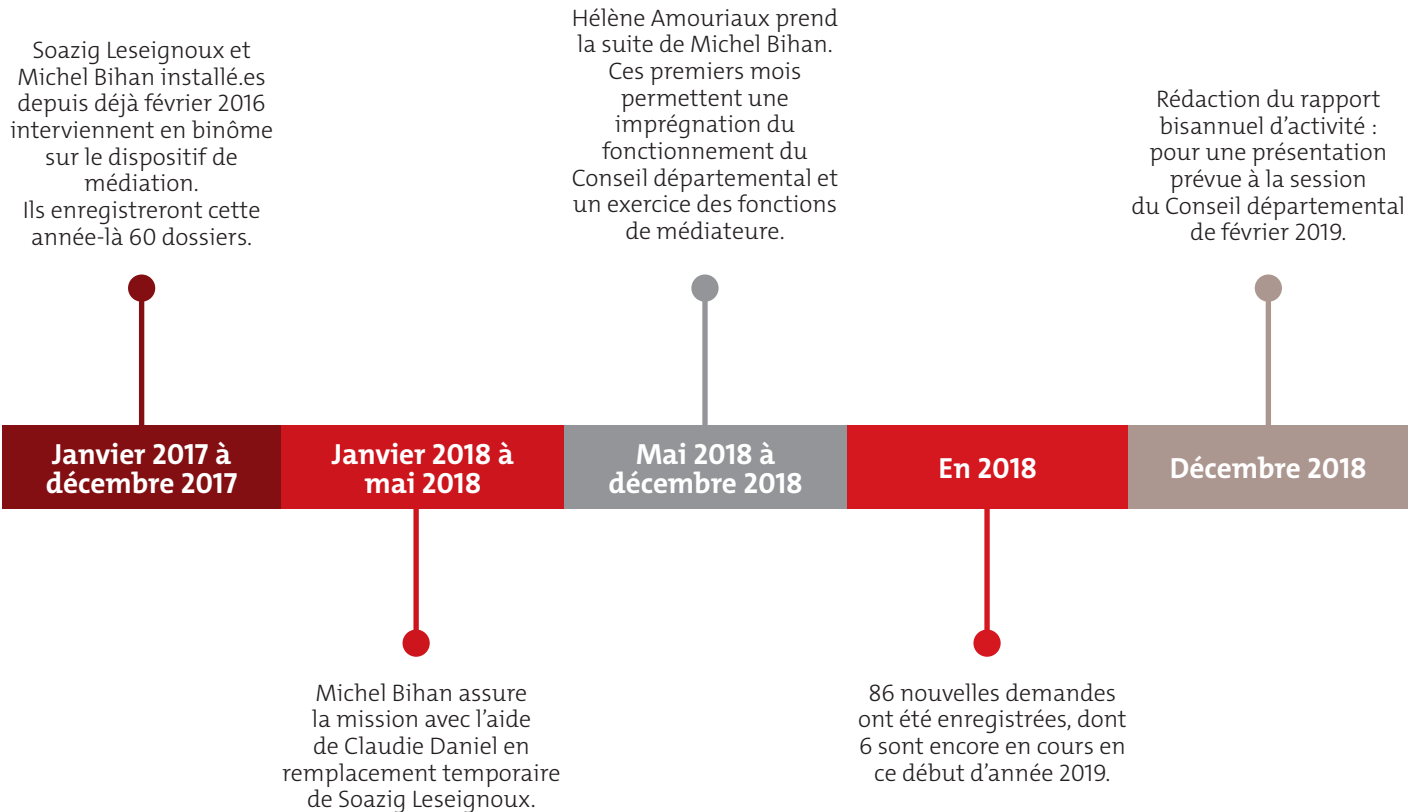 Soazig Leseignoux et
Michel Bihan installé.es
depuis déjà février 2016
interviennent en binôme
sur le dispositif de
médiation.
Ils enregistreront cette
année-là 60 dossiers.
Hélène Amouriaux prend
la suite de Michel Bihan.
Ces premiers mois
permettent une
imprégnation du
fonctionnement du
Conseil départemental et
un exercice des fonctions
de médiateure.
Rédaction du rapport
bisannuel d’activité :
pour une présentation
prévue à la session
du Conseil départemental
de février 2019.
Janvier 2017 à
décembre 2017
Janvier 2018 à
mai 2018
Mai 2018 à
décembre 2018
En 2018
Décembre 2018
Michel Bihan assure
la mission avec l’aide
de Claudie Daniel en
remplacement temporaire
de Soazig Leseignoux.
86 nouvelles demandes
ont été enregistrées, dont
6 sont encore en cours en
ce début d’année 2019.